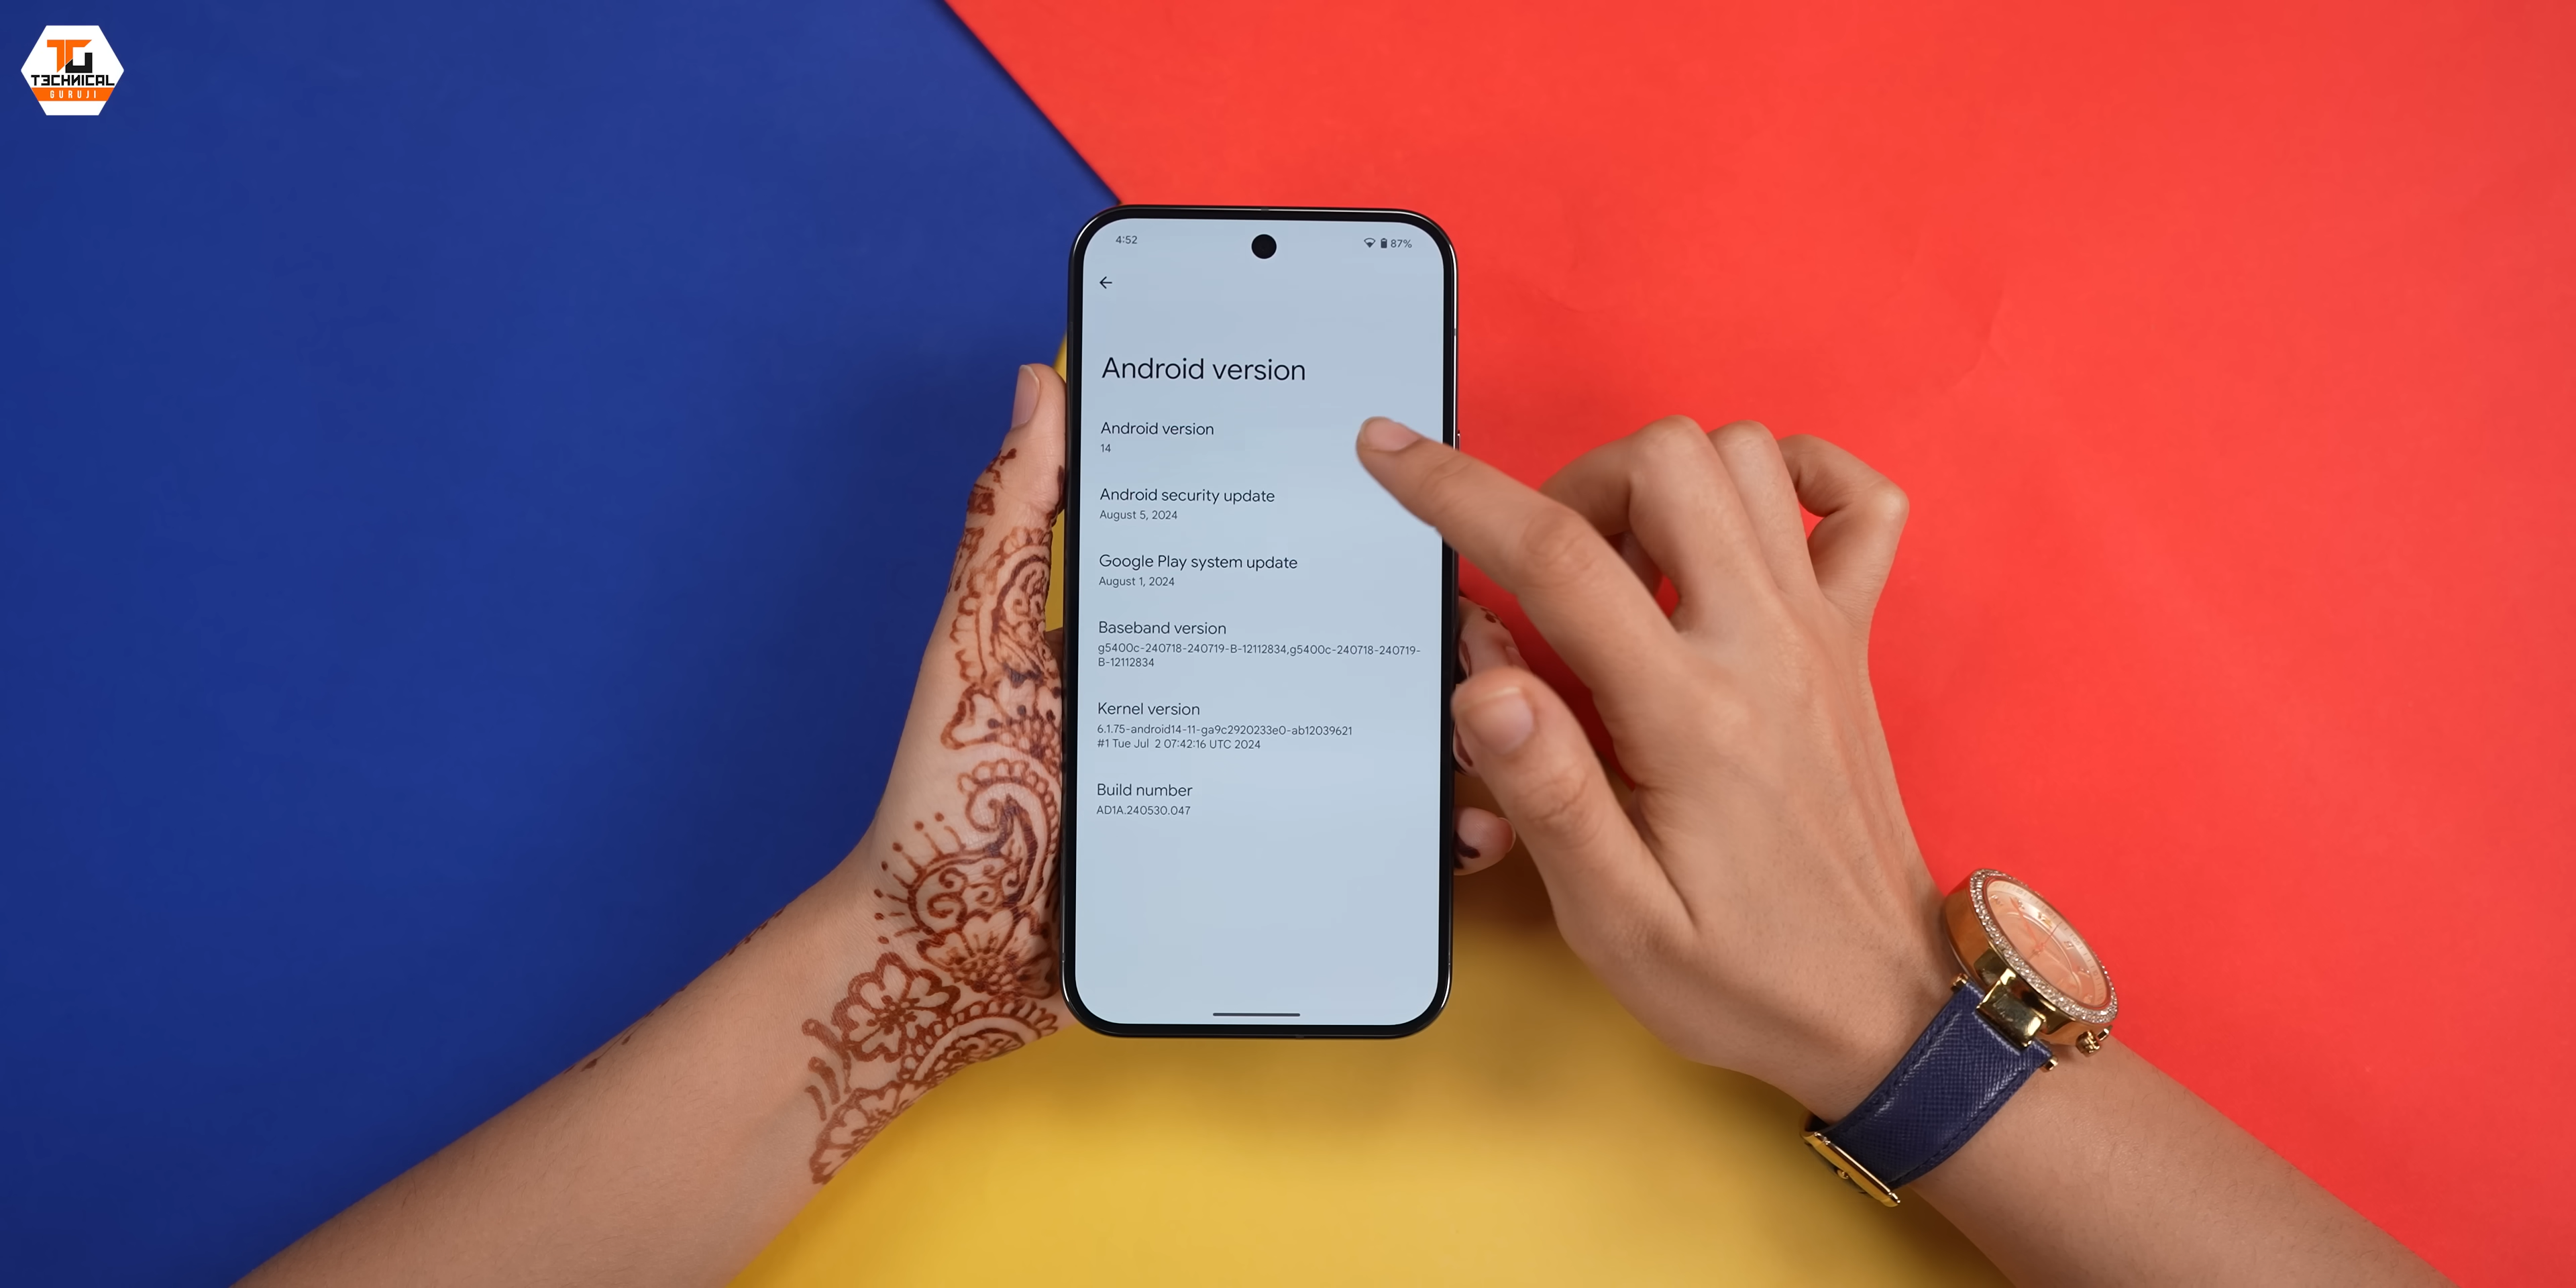 TG
TECHNICAL
GURUJI
4:52
87%
Android version
Android version
14
Android security update
August 5, 2024
Google Play system update
August 1, 2024
Baseband version
g5400c-240718-240719-B-12112834,g5400c-240718-240719-
B-12112834
Kernel version
6.1.75-android14-11-ga9c2920233e0-ab12039621
#1 Tue Jul 2 07:42:16 UTC 2024
Build number
AD1A.240530.047